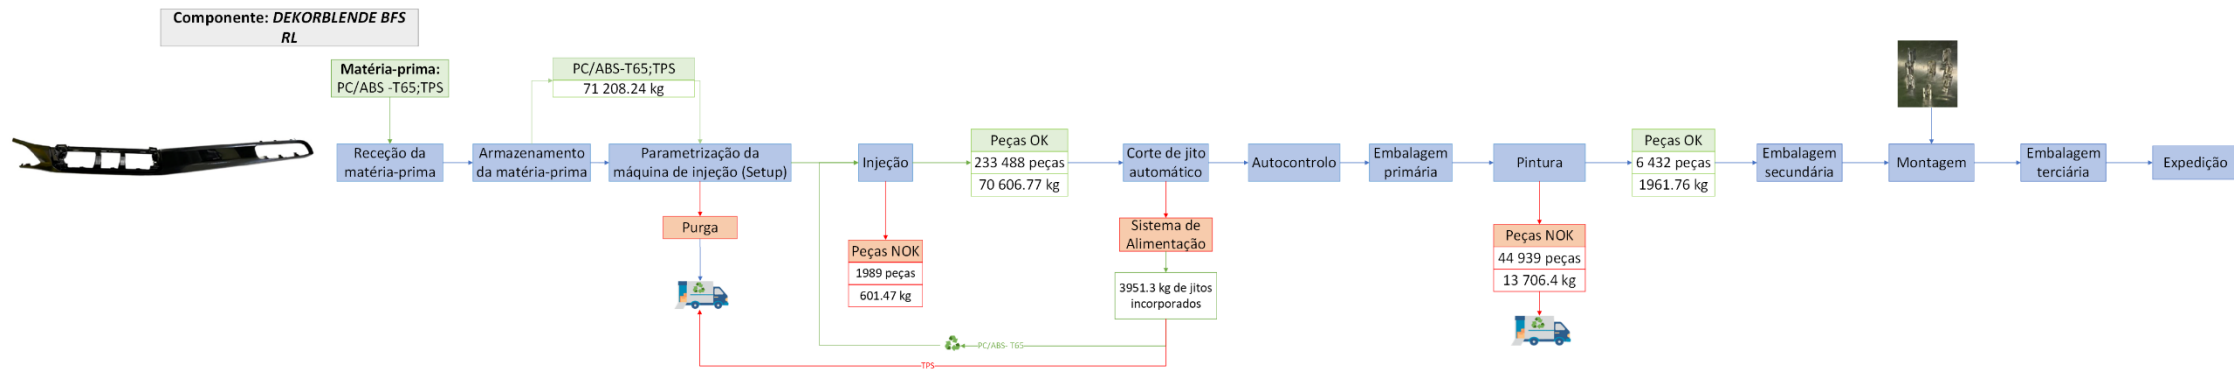 Componente: DEKORBLENDE BFS
RL
Matéria-prima:
PC/ABS -T65;TPS
PC/ABS-T65;TPS
71 208.24 kg
Receção da
matéria-prima
Armazenamento
da matéria-prima
Parametrização da
máquina de injeção (Setup)
Purga
Injeção
Peças NOK
1989 peças
601.47 kg
Peças OK
233 488 peças
70 606.77 kg
Corte de jito
automático
Sistema de
Alimentação
3951.3 kg de jitos
incorporados
PC/ABS- T65
TPS
Autocontrolo
Embalagem
primária
Pintura
Peças NOK
44 939 peças
13 706.4 kg
Peças OK
6 432 peças
1961.76 kg
Embalagem
secundária
Montagem
Embalagem
terciária
Expedição